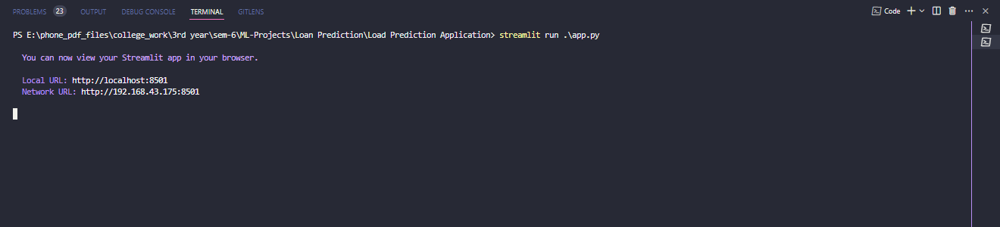 PROBLEMS 23 OUTPUT DEBUG CONSOLE TERMINAL GITLENS Code
PS E:\phone_pdf_files\college_work\3rd year\sem-6\ML-Projects\Loan Prediction\Load Prediction Application> streamlit run .\app.py
You can now view your Streamlit app in your browser.
Local URL: http://localhost:8501
Network URL: http://192.168.43.175:8501